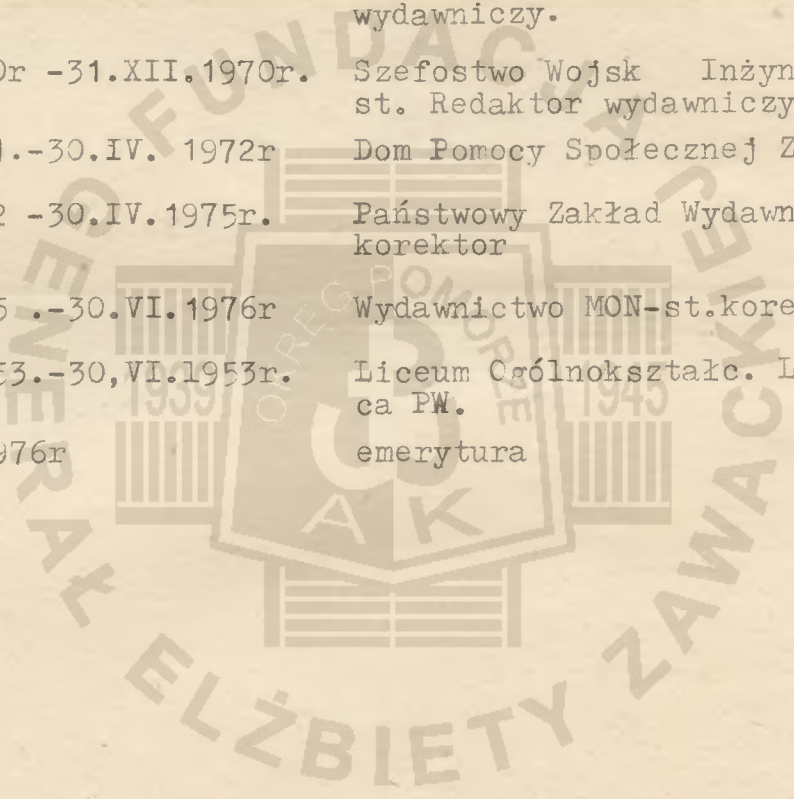 wydawniczy.
0r -31.XII.1970r. Szefostwo Wojsk Inżyn
st. Redaktor wydawniczy
.-30.IV. 1972r Dom Pomocy Społecznej Z
2 -30.IV.1975r. Państwowy Zakład Wydawn
korektor
5 .-30.VI.1976r Wydawnictwo MON-st.kore
53.-30,VI.1953r. Liceum Ogólnokształc. L
ca PW.
976r emerytura
FUNDACJA
GENERAŁ ELŻBIETY ZAWACKIEJ
OKRĘG POMORZE
1939 1945
AK